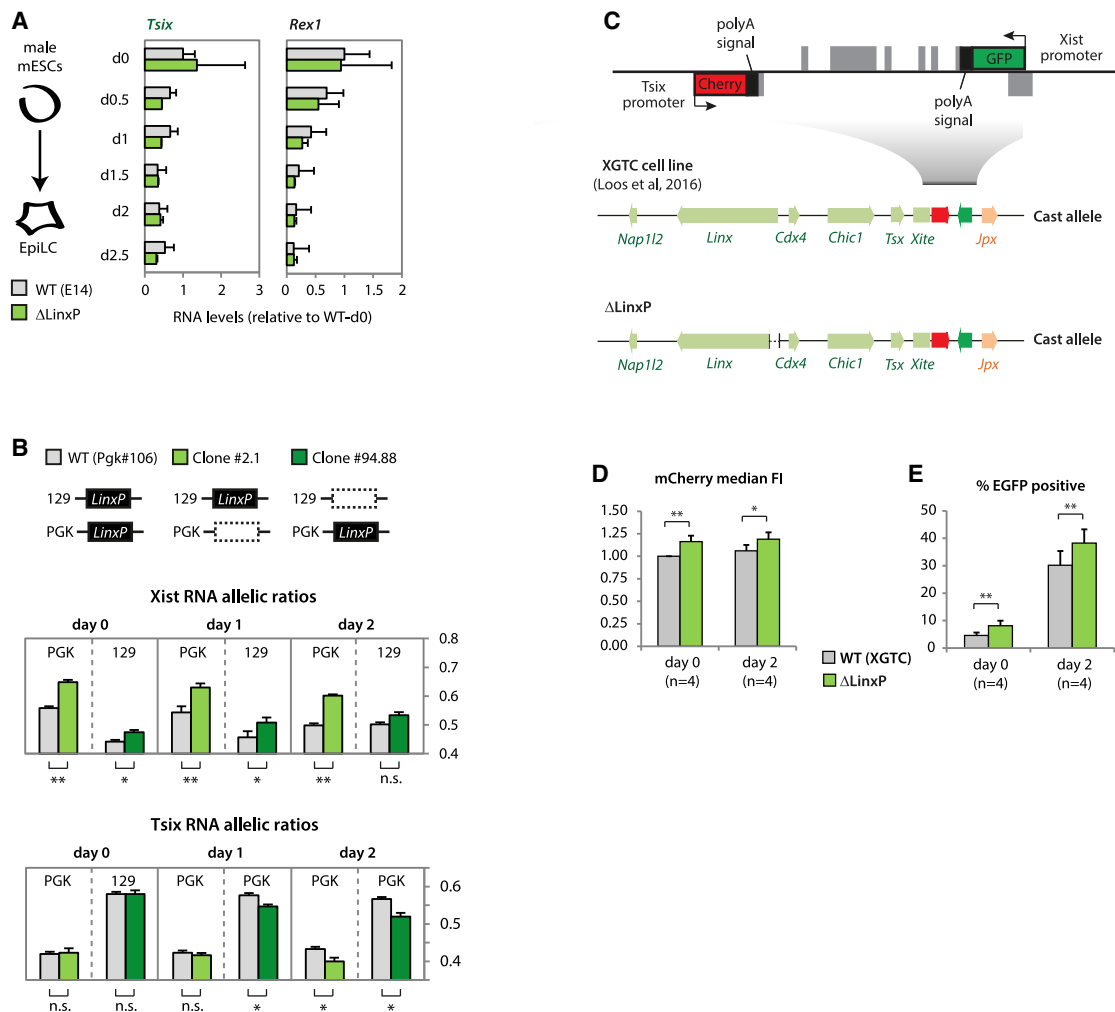 A
male
mESCs
EpiLC
Tsix
Rex1
d0
d0.5
d1
d1.5
d2
d2.5
0
1
2
3
0
0.5
1
1.5
2
RNA levels (relative to WT-d0)
WT (E14)
ΔLinxP
C
polyA
signal
Xist
promoter
GFP
Cherry
Tsix
promoter
polyA
signal
XGTC cell line
(Loos et al, 2016)
Nap1l2
Linx
Cdx4
Chic1
Tsx
Xite
Jpx
Cast allele
ΔLinxP
Nap1l2
Linx
Cdx4
Chic1
Tsx
Xite
Jpx
Cast allele
B
WT (Pgk#106)
Clone #2.1
Clone #94.88
129
LinxP
129
LinxP
129
PGK
LinxP
PGK
PGK
LinxP
Xist RNA allelic ratios
day 0
day 1
day 2
PGK
129
PGK
129
PGK
129
0.8
0.7
0.6
0.5
0.4
**
*
**
*
**
n.s.
Tsix RNA allelic ratios
day 0
day 1
day 2
PGK
129
PGK
PGK
PGK
PGK
0.6
0.5
0.4
n.s.
n.s.
n.s.
*
*
*
D
mCherry median FI
1.50
1.25
1.00
0.75
0.50
0.25
0.00
**
*
day 0
(n=4)
day 2
(n=4)
WT (XGTC)
ΔLinxP
E
% EGFP positive
50
40
30
20
10
0
**
**
day 0
(n=4)
day 2
(n=4)